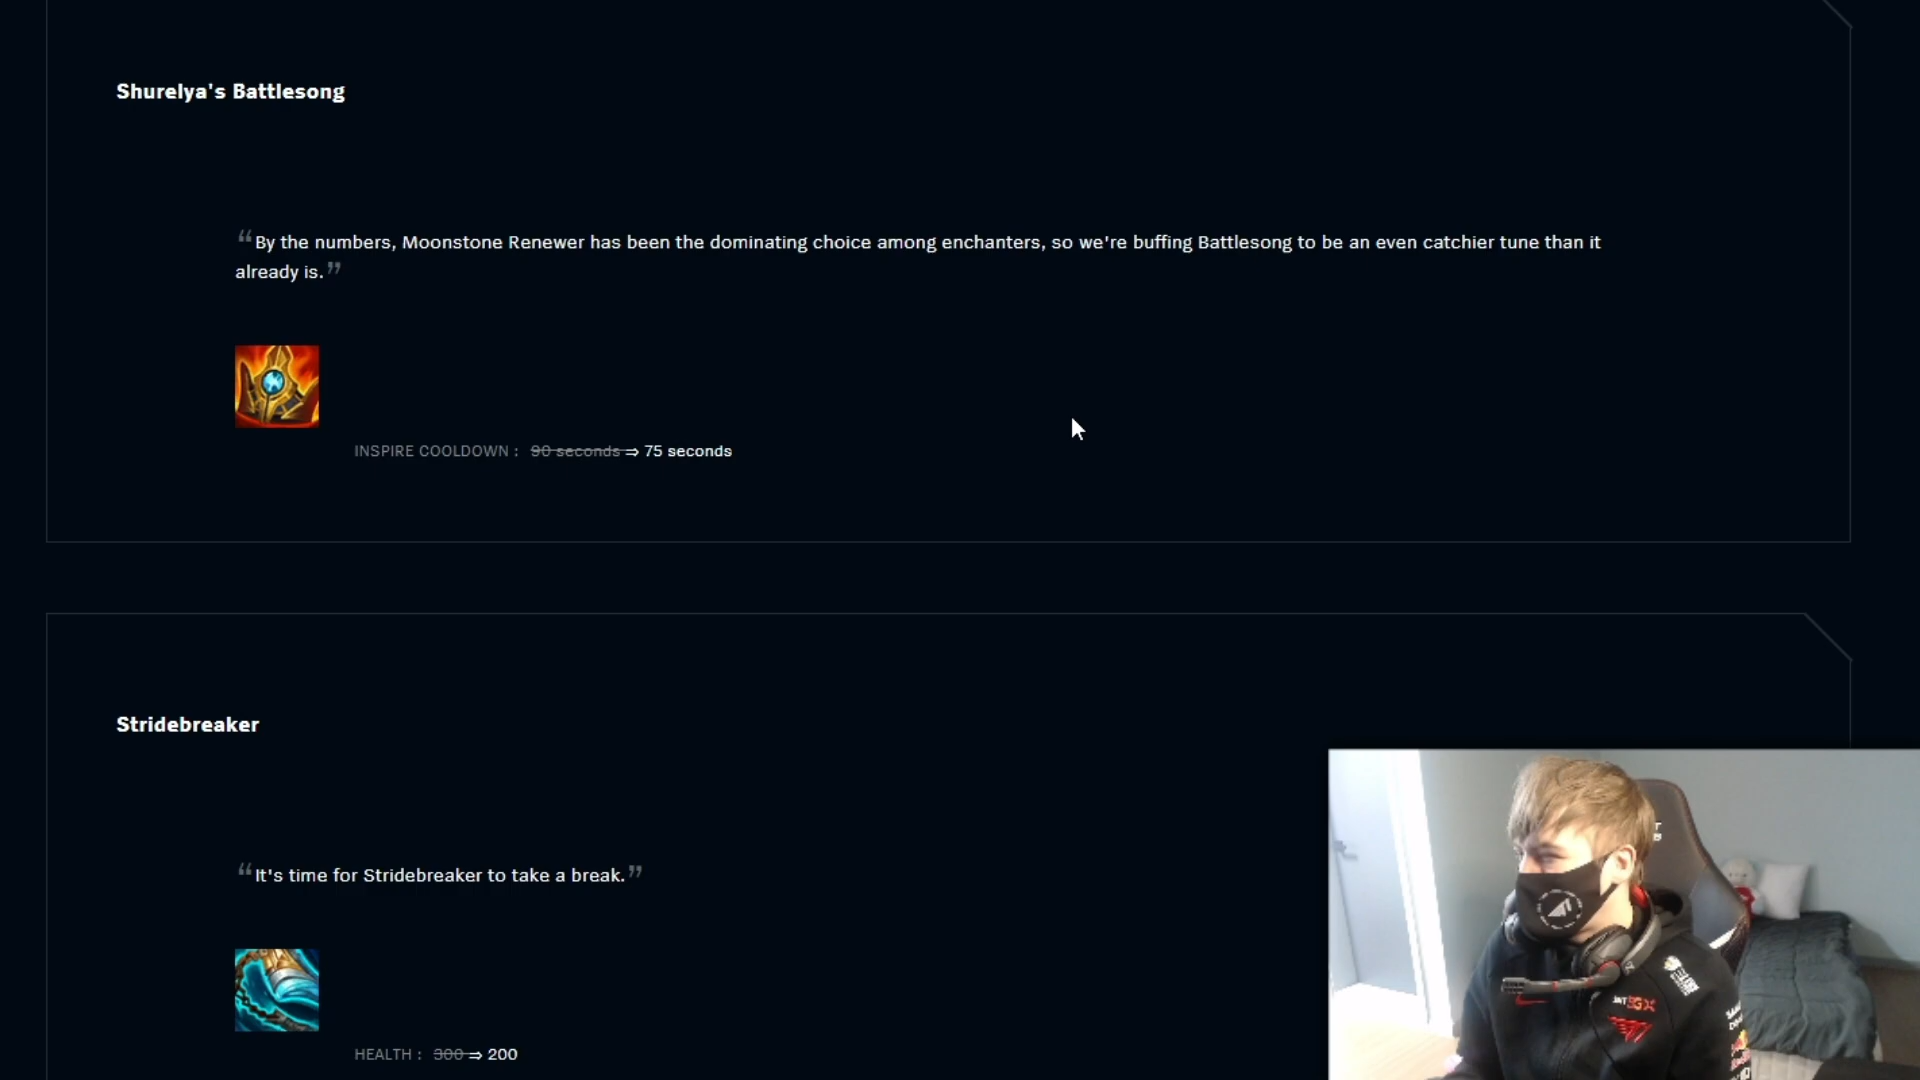 Shurelya's Battlesong
“By the numbers, Moonstone Renewer has been the dominating choice among enchanters, so we're buffing Battlesong to be an even catchier tune than it
already is.”
INSPIRE COOLDOWN : 90 seconds ⇒ 75 seconds
Stridebreaker
“It's time for Stridebreaker to take a break.”
HEALTH : 300 ⇒ 200